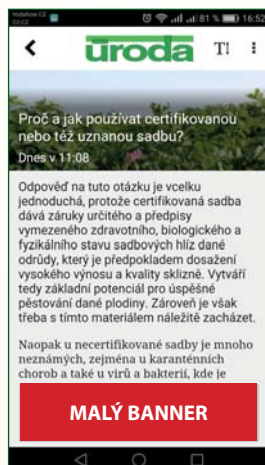 Vodafone CZ
81 % 16:52
úroda T!
Proč a jak používat certifikovanou
nebo též uznanou sadbu?
Dnes v 11:08
Odpověď na tuto otázku je vcelku
jednoduchá, protože certifikovaná sadba
dává záruky určitého a předpisy
vymezeného zdravotního, biologického a
fyzikálního stavu sadbových hlíz dané
odrůdy, který je předpokladem dosažení
vysokého výnosu a kvality sklizně. Vytváří
tedy základní potenciál pro úspěšné
pěstování dané plodiny. Zároveň je však
třeba s tímto materiálem náležitě zacházet.
Naopak u necertifikované sadby je mnoho
neznámých, zejména u karanténních
chorob a také u virů a bakterií, kde je
MALÝ BANNER